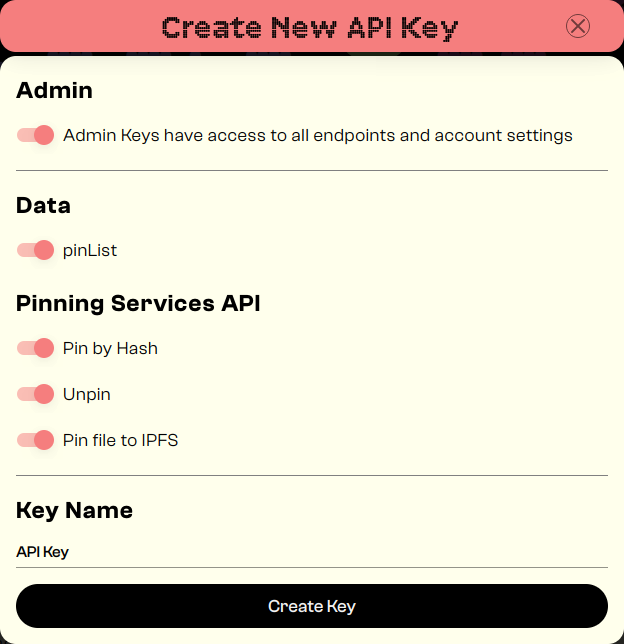 Create New API Key
Admin
Admin Keys have access to all endpoints and account settings
Data
pinList
Pinning Services API
Pin by Hash
Unpin
Pin file to IPFS
Key Name
API Key
Create Key